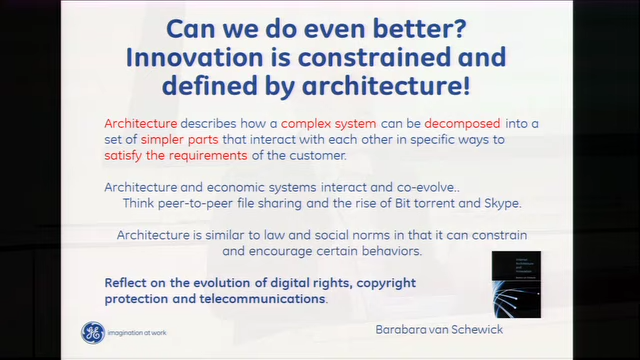 Can we do even better?
Innovation is constrained and
defined by architecture!
Architecture describes how a complex system can be decomposed into a
set of simpler parts that interact with each other in specific ways to
satisfy the requirements of the customer.
Architecture and economic systems interact and co-evolve..
Think peer-to-peer file sharing and the rise of Bit torrent and Skype.
Architecture is similar to law and social norms in that it can constrain
and encourage certain behaviors.
Reflect on the evolution of digital rights, copyright
protection and telecommunications.
Internet
Architecture
and
Innovation
GE
imagination at work
Barabara van Schewick